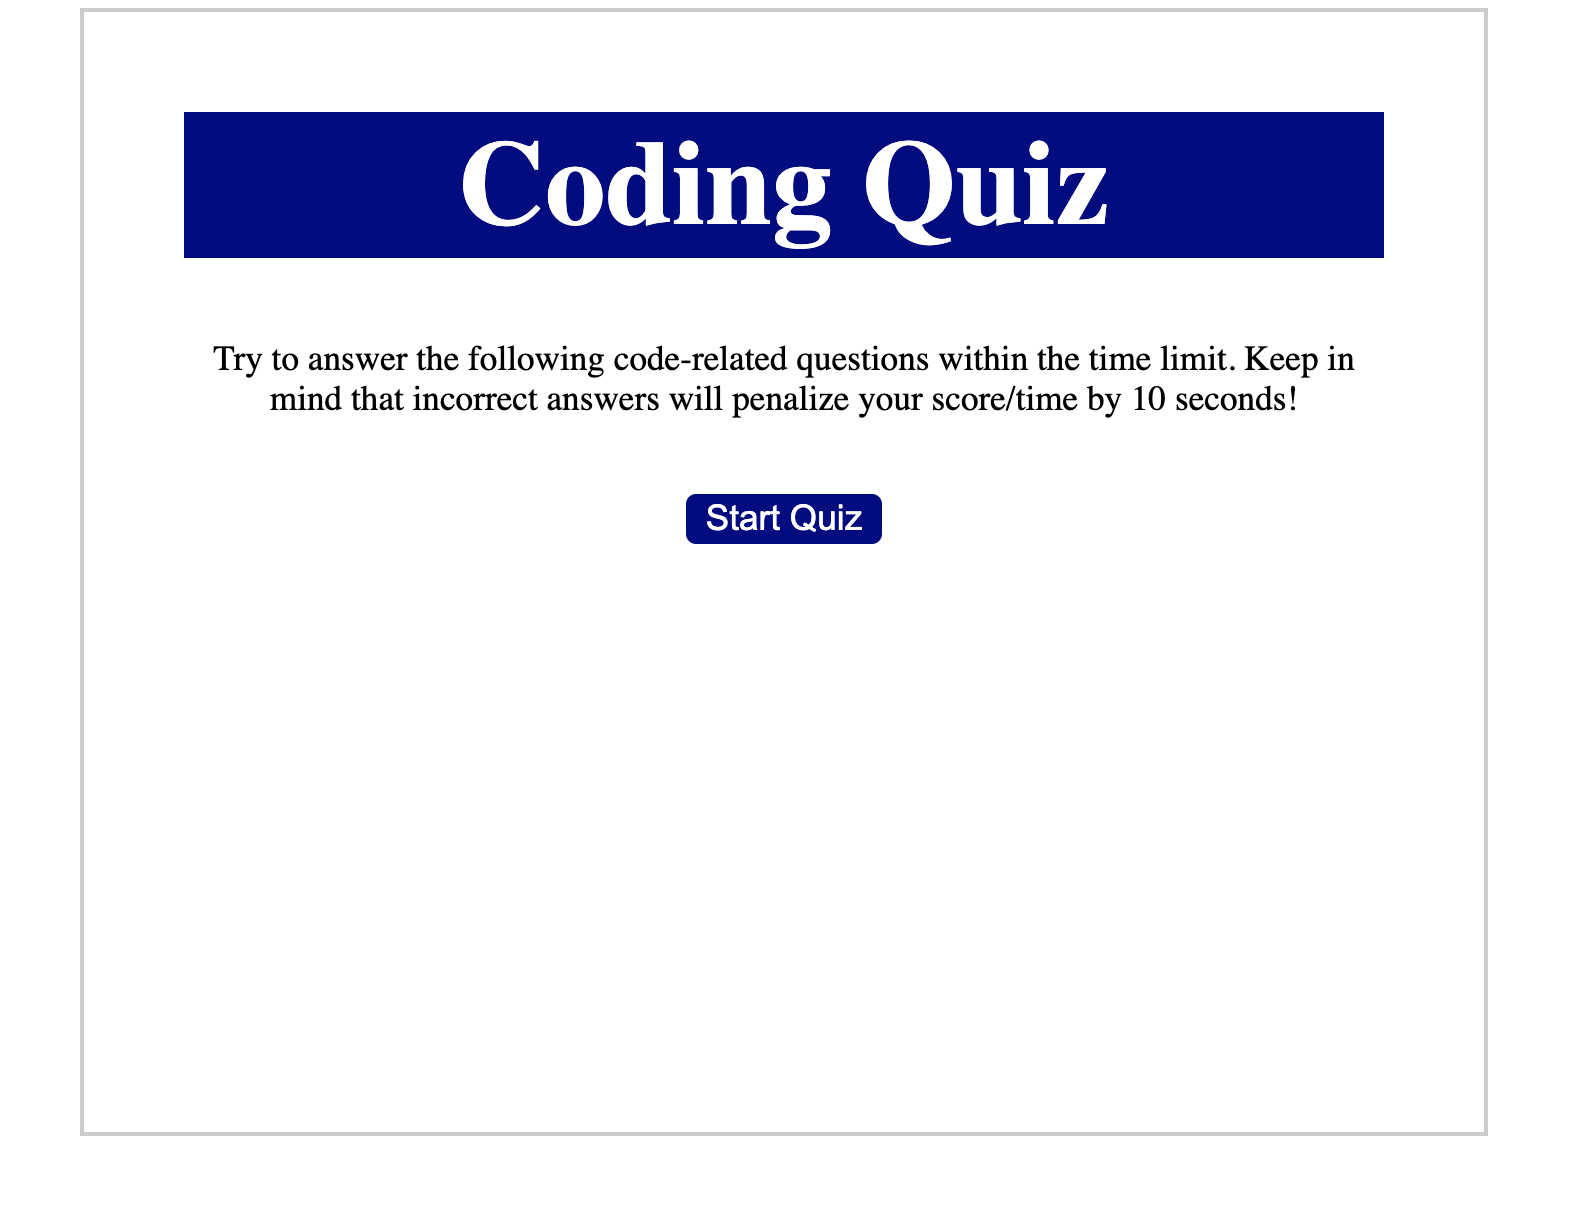 Coding Quiz
Try to answer the following code-related questions within the time limit. Keep in
mind that incorrect answers will penalize your score/time by 10 seconds!
Start Quiz